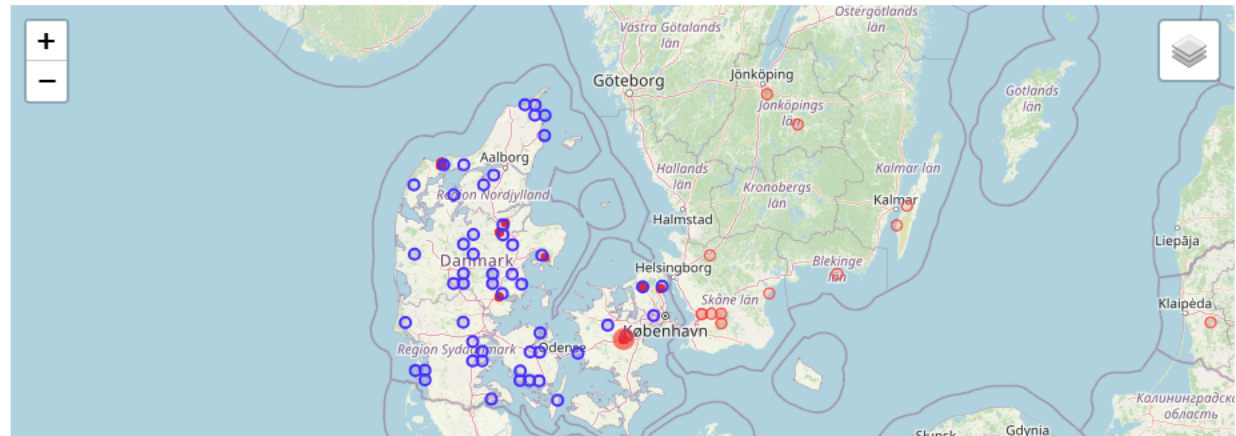 +
−
Västra Götalands
län
Östergötlands
län
Göteborg
Jönköping
Jönköpings
län
Gotlands
län
Aalborg
Region Nordjylland
Hallands
län
Kronobergs
län
Kalmar län
Kalmar
Halmstad
Liepāja
Danmark
Helsingborg
Blekinge
län
Skåne län
Klaipėda
København
Region Syddanmark
Odense
Калининградска
область
Słupsk
Gdynia